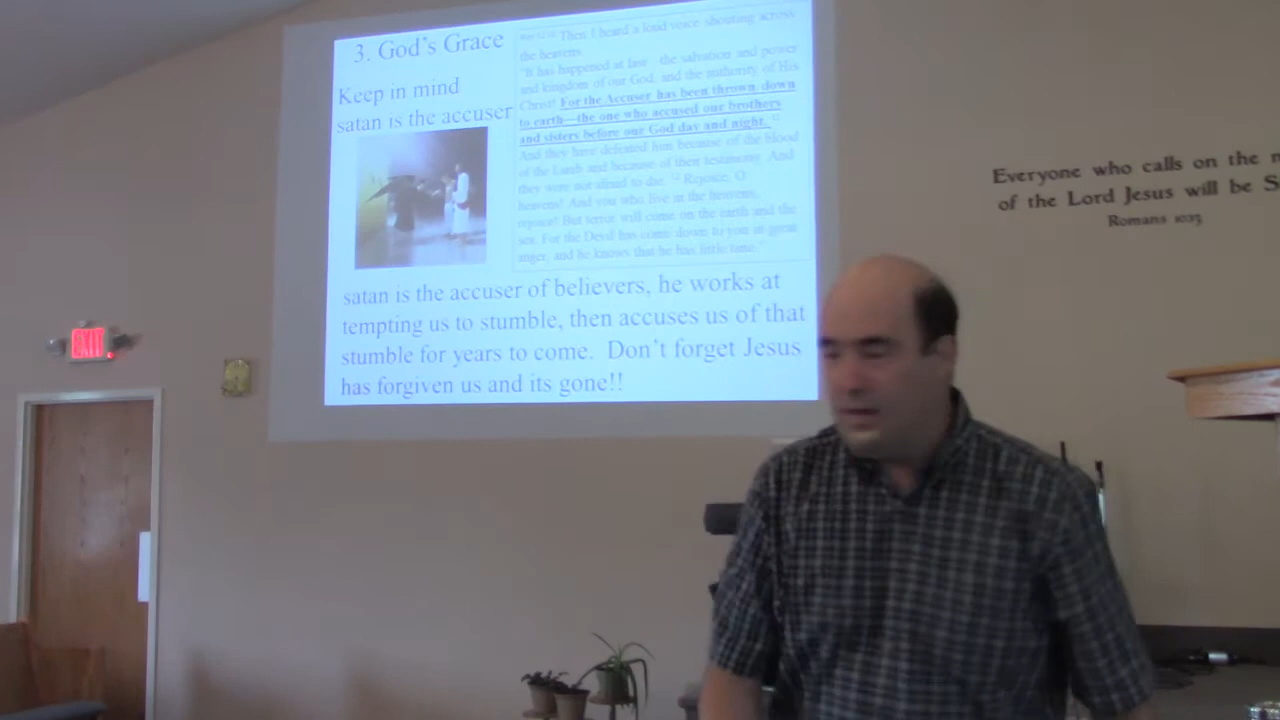 3. God's Grace
Keep in mind
satan is the accuser
Then I heard a loud voice shouting across
the heavens
"It has happened at last the salvation and power
and kingdom of our God, and the authority of His
Christ! For the Accuser has been thrown down
to earth—the one who accused our brothers
and sisters before our God day and night.
And they have defeated him because of the blood
of the Lamb and because of their testimony. And
they were not afraid to die. Rejoice, O
heavens! And you who live in the heavens,
rejoice! But terror will come on the earth and the
sea. For the Devil has come down to you in great
anger, and he knows that he has little time."
satan is the accuser of believers, he works at
tempting us to stumble, then accuses us of that
stumble for years to come. Don't forget Jesus
has forgiven us and its gone!!
Everyone who calls on the
of the Lord Jesus will be
Romans 10:13
EXIT